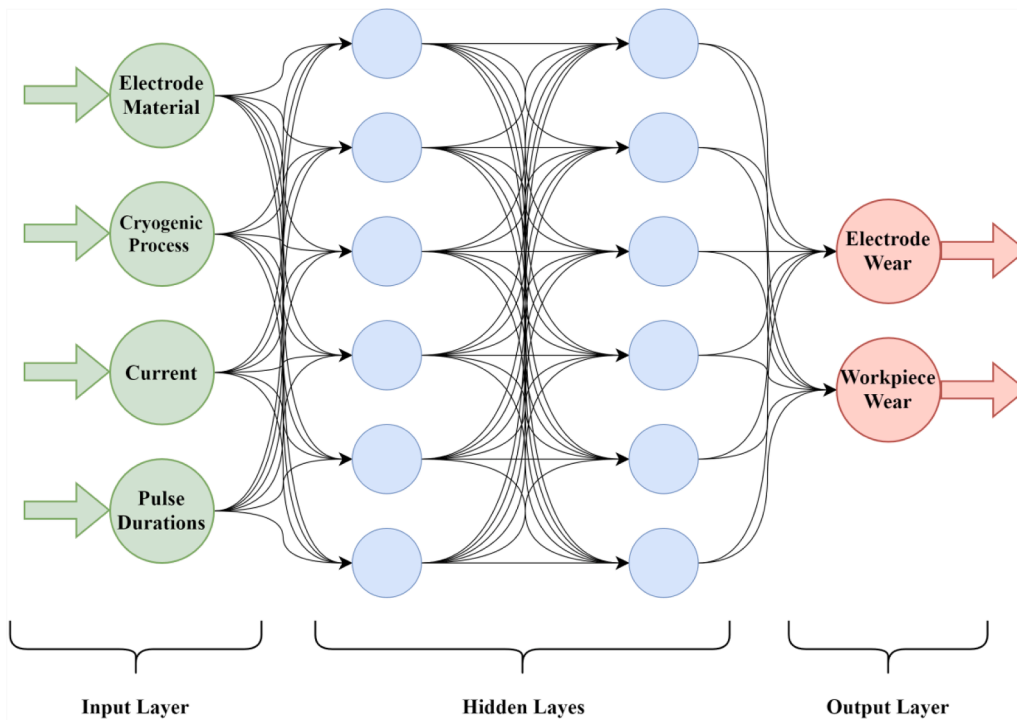 Electrode
Material
Cryogenic
Process
Current
Pulse
Durations
Electrode
Wear
Workpiece
Wear
Input Layer
Hidden Layes
Output Layer